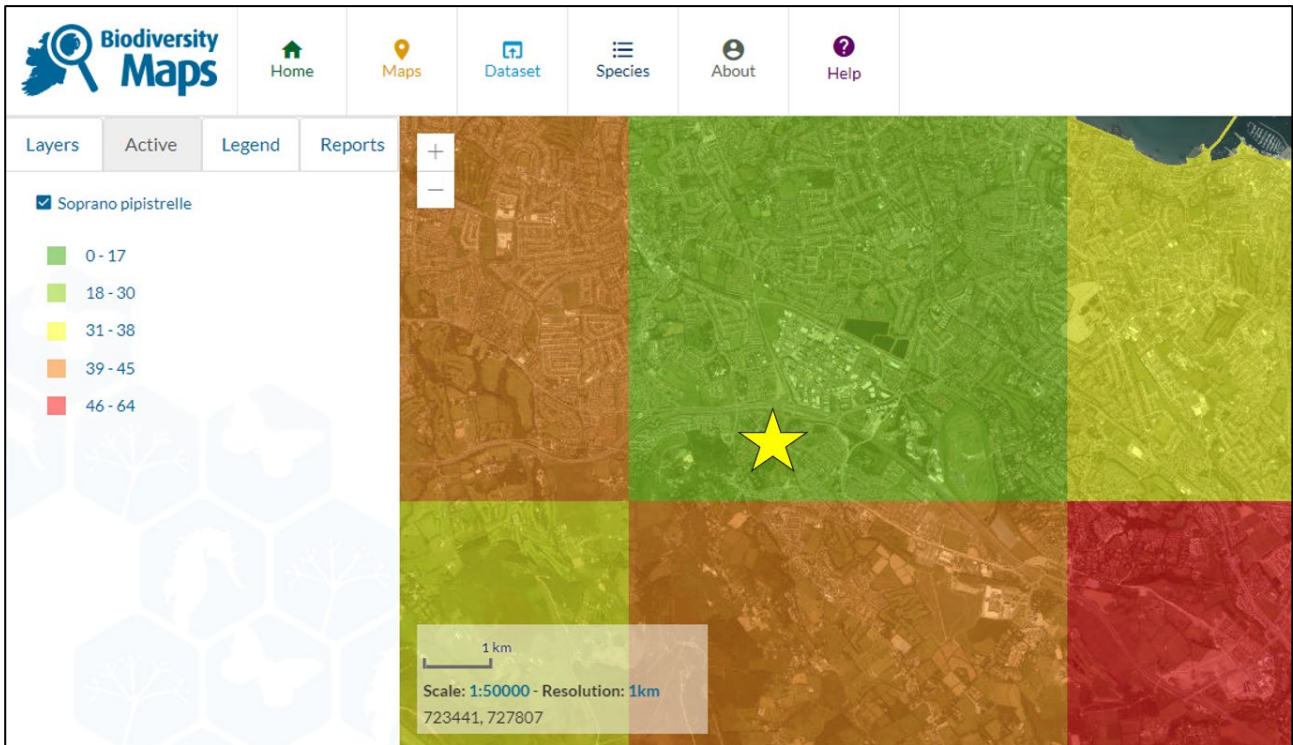 Biodiversity
Maps
Home
Maps
Dataset
Species
About
Help
Layers
Active
Legend
Reports
Soprano pipistrelle
0 - 17
18 - 30
31 - 38
39 - 45
46 - 64
+
−
1 km
Scale: 1:50000 - Resolution: 1km
723441, 727807